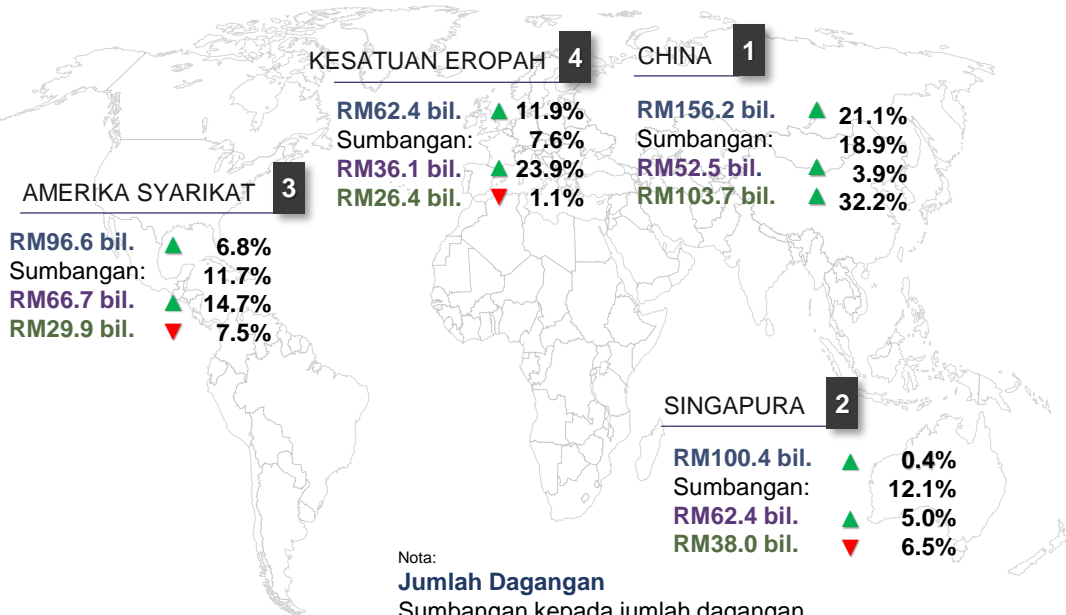 KESATUAN EROPAH 4
RM62.4 bil. ▲ 11.9%
Sumbangan: 7.6%
RM36.1 bil. ▲ 23.9%
RM26.4 bil. ▼ 1.1%
CHINA 1
RM156.2 bil. ▲ 21.1%
Sumbangan: 18.9%
RM52.5 bil. ▲ 3.9%
RM103.7 bil. ▲ 32.2%
AMERIKA SYARIKAT 3
RM96.6 bil. ▲ 6.8%
Sumbangan: 11.7%
RM66.7 bil. ▲ 14.7%
RM29.9 bil. ▼ 7.5%
SINGAPURA 2
RM100.4 bil. ▲ 0.4%
Sumbangan: 12.1%
RM62.4 bil. ▲ 5.0%
RM38.0 bil. ▼ 6.5%
Nota:
Jumlah Dagangan
Sumbangan kepada jumlah dagangan